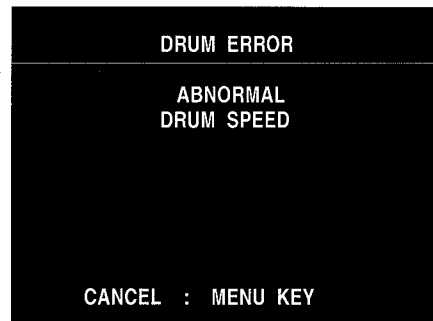 DRUM ERROR
ABNORMAL
DRUM SPEED
CANCEL : MENU KEY